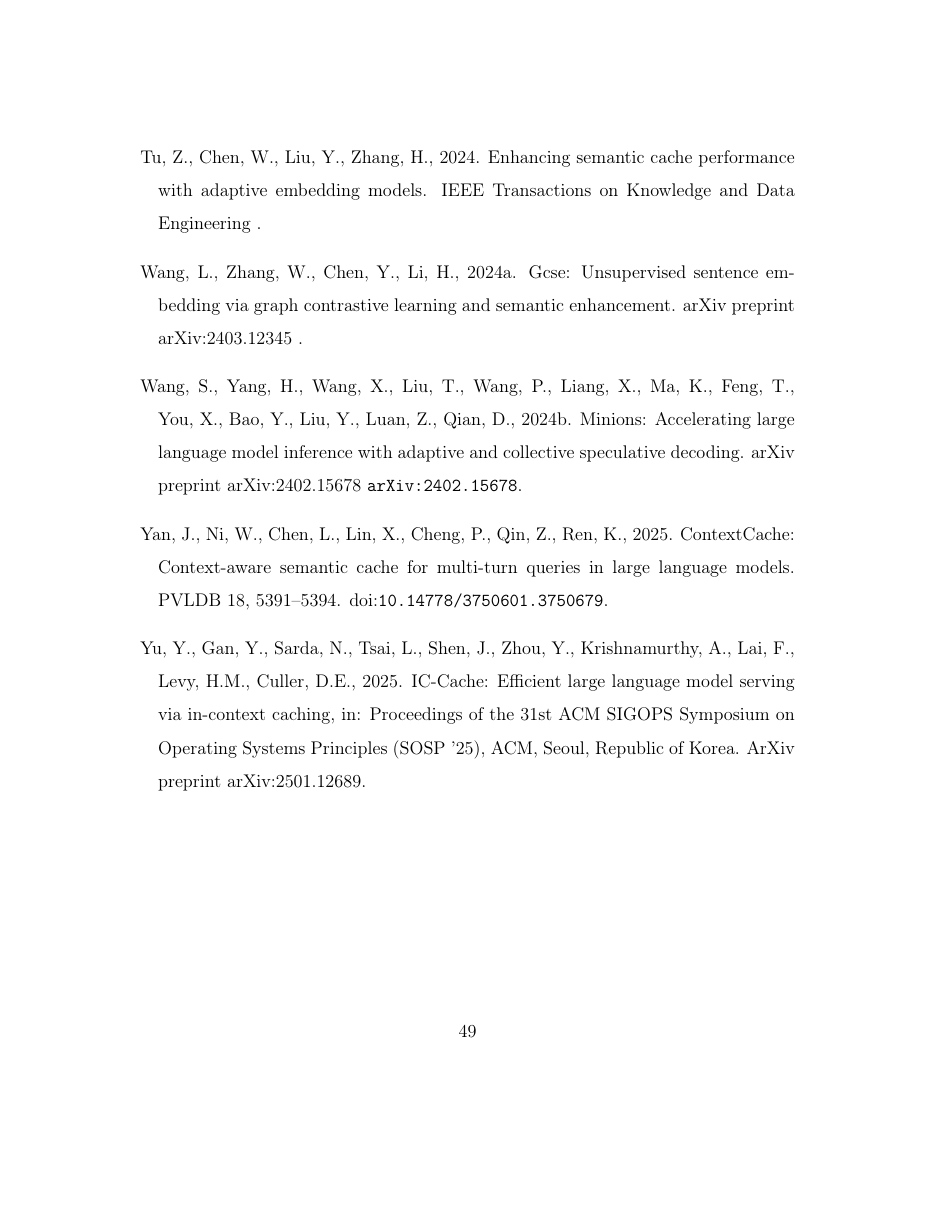 Tu, Z., Chen, W., Liu, Y., Zhang, H., 2024. Enhancing semantic cache performance
with adaptive embedding models. IEEE Transactions on Knowledge and Data
Engineering .
Wang, L., Zhang, W., Chen, Y., Li, H., 2024a. Gcse: Unsupervised sentence em-
bedding via graph contrastive learning and semantic enhancement. arXiv preprint
arXiv:2403.12345 .
Wang, S., Yang, H., Wang, X., Liu, T., Wang, P., Liang, X., Ma, K., Feng, T.,
You, X., Bao, Y., Liu, Y., Luan, Z., Qian, D., 2024b. Minions: Accelerating large
language model inference with adaptive and collective speculative decoding. arXiv
preprint arXiv:2402.15678 arXiv:2402.15678.
Yan, J., Ni, W., Chen, L., Lin, X., Cheng, P., Qin, Z., Ren, K., 2025. ContextCache:
Context-aware semantic cache for multi-turn queries in large language models.
PVLDB 18, 5391–5394. doi:10.14778/3750601.3750679.
Yu, Y., Gan, Y., Sarda, N., Tsai, L., Shen, J., Zhou, Y., Krishnamurthy, A., Lai, F.,
Levy, H.M., Culler, D.E., 2025. IC-Cache: Efficient large language model serving
via in-context caching, in: Proceedings of the 31st ACM SIGOPS Symposium on
Operating Systems Principles (SOSP ’25), ACM, Seoul, Republic of Korea. ArXiv
preprint arXiv:2501.12689.
49